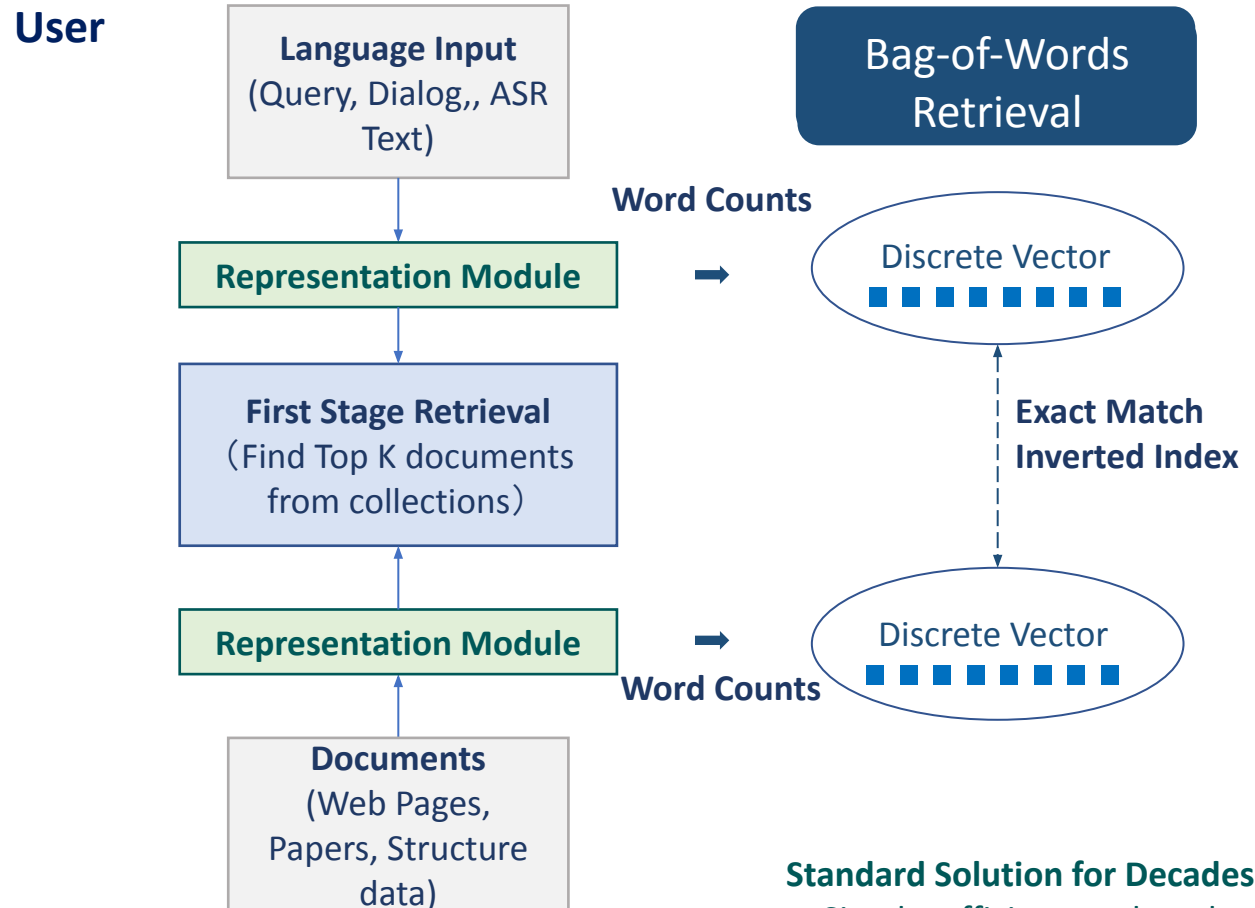 User
Language Input
(Query, Dialog,, ASR
Text)
Bag-of-Words
Retrieval
Word Counts
Representation Module
Discrete Vector
First Stage Retrieval
（Find Top K documents
from collections）
Exact Match
Inverted Index
Representation Module
Discrete Vector
Word Counts
Documents
(Web Pages,
Papers, Structure
data)
Standard Solution for Decades